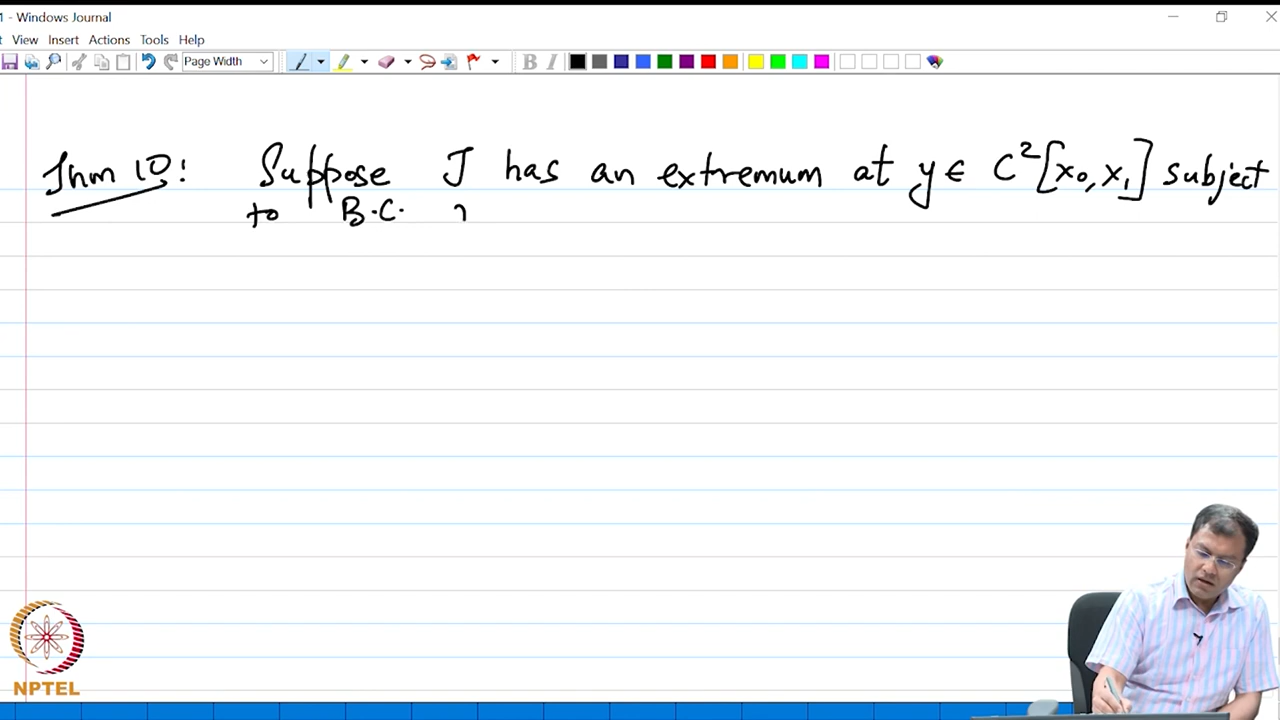 1 - Windows Journal
t View Insert Actions Tools Help
Page Width
B I
Thm 10: Suppose J has an extremum at y ∈ C²[x₀, x₁] subject
to B.C.
NPTEL